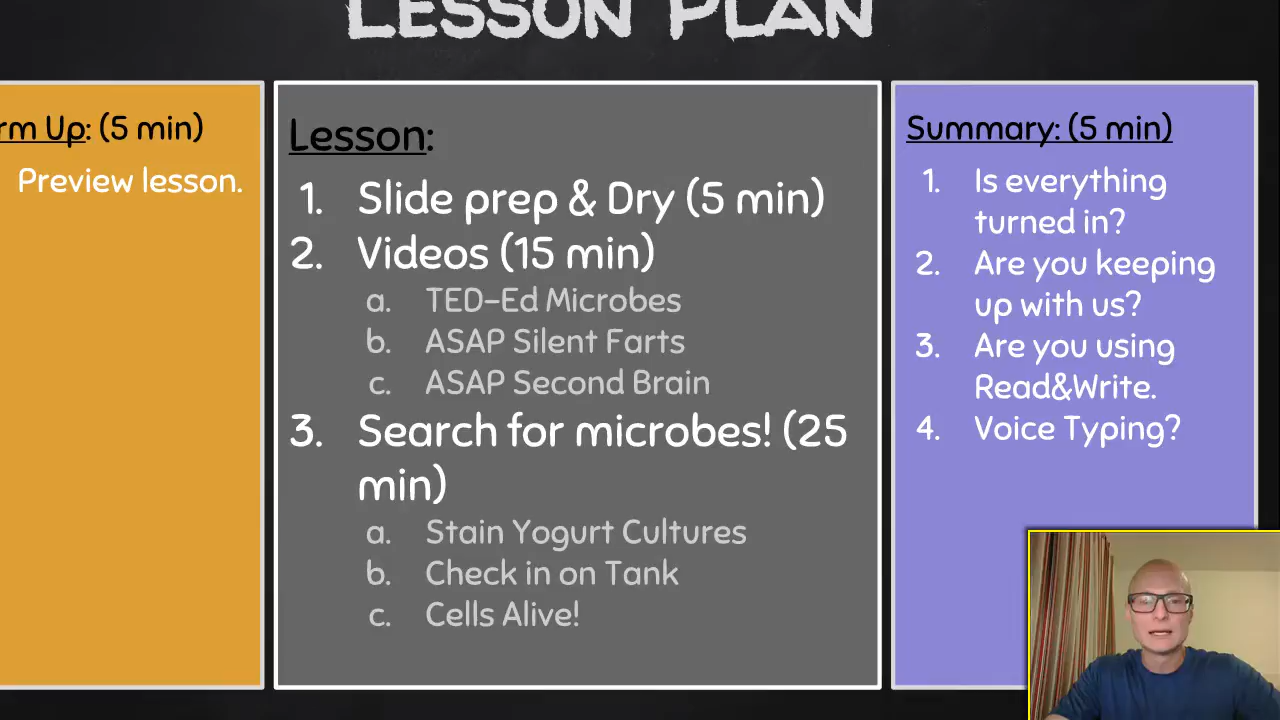 LESSON PLAN
rm Up: (5 min)
Preview lesson.
Lesson:
1. Slide prep & Dry (5 min)
2. Videos (15 min)
a. TED-Ed Microbes
b. ASAP Silent Farts
c. ASAP Second Brain
3. Search for microbes! (25
min)
a. Stain Yogurt Cultures
b. Check in on Tank
c. Cells Alive!
Summary: (5 min)
1. Is everything
turned in?
2. Are you keeping
up with us?
3. Are you using
Read&Write.
4. Voice Typing?